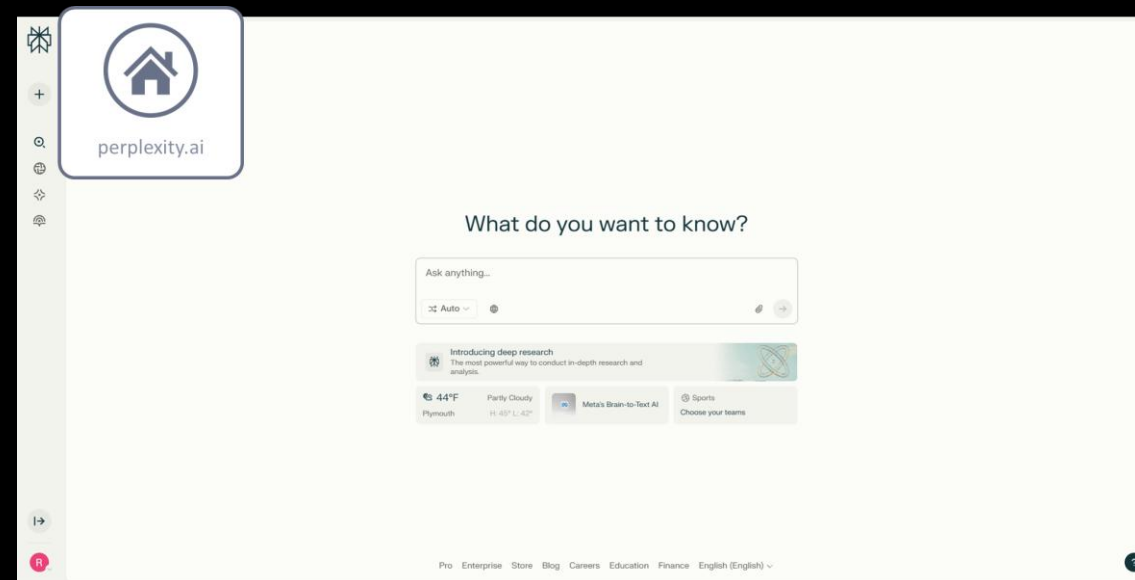 perplexity.ai
What do you want to know?
Ask anything...
Auto
Introducing deep research
The most powerful way to conduct in-depth research and
analysis.
44°F Partly Cloudy
Plymouth H: 45° L: 42°
Meta's Brain-to-Text AI
Sports
Choose your teams
R
Pro Enterprise Store Blog Careers Education Finance English (English)
?